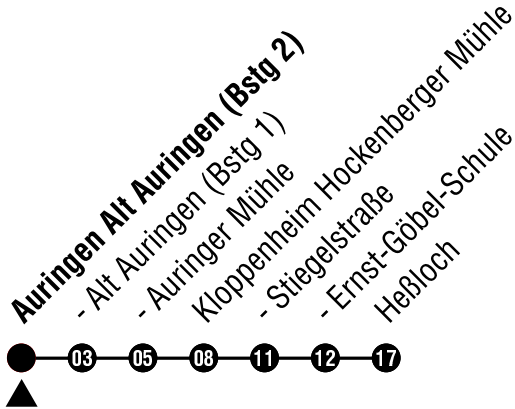 Auringen Alt Auringen (Bstg 2)
- Alt Auringen (Bstg 1)
- Auringer Mühle
Kloppenheim Hockenberger Mühle
- Stiegelstraße
- Ernst-Göbel-Schule
Heßloch
03 05 08 11 12 17